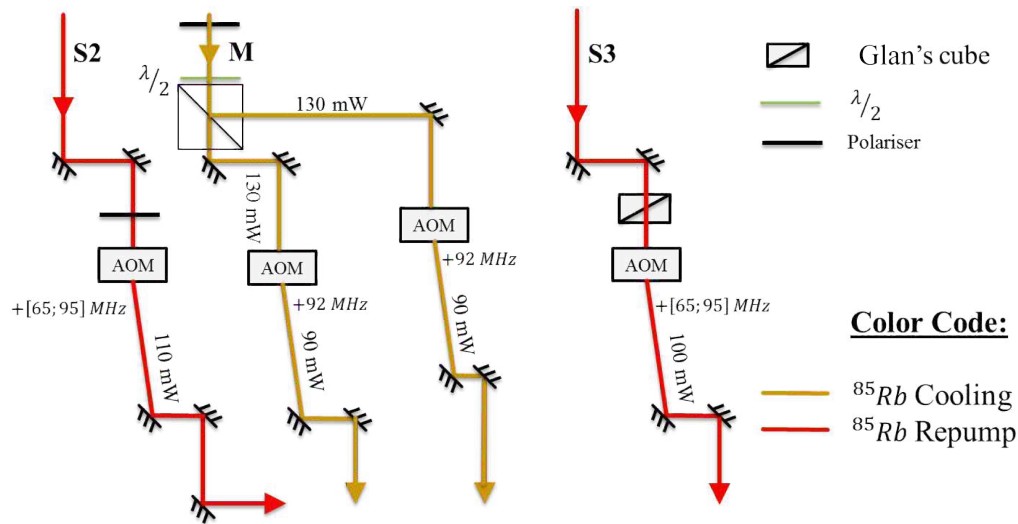 S2
M
λ/2
130 mW
130 mW
AOM
+[65; 95] MHz
110 mW
AOM
+92 MHz
90 mW
AOM
+92 MHz
90 mW
S3
AOM
+[65; 95] MHz
100 mW
Glan's cube
λ/2
Polariser
Color Code:
⁸⁵Rb Cooling
⁸⁵Rb Repump